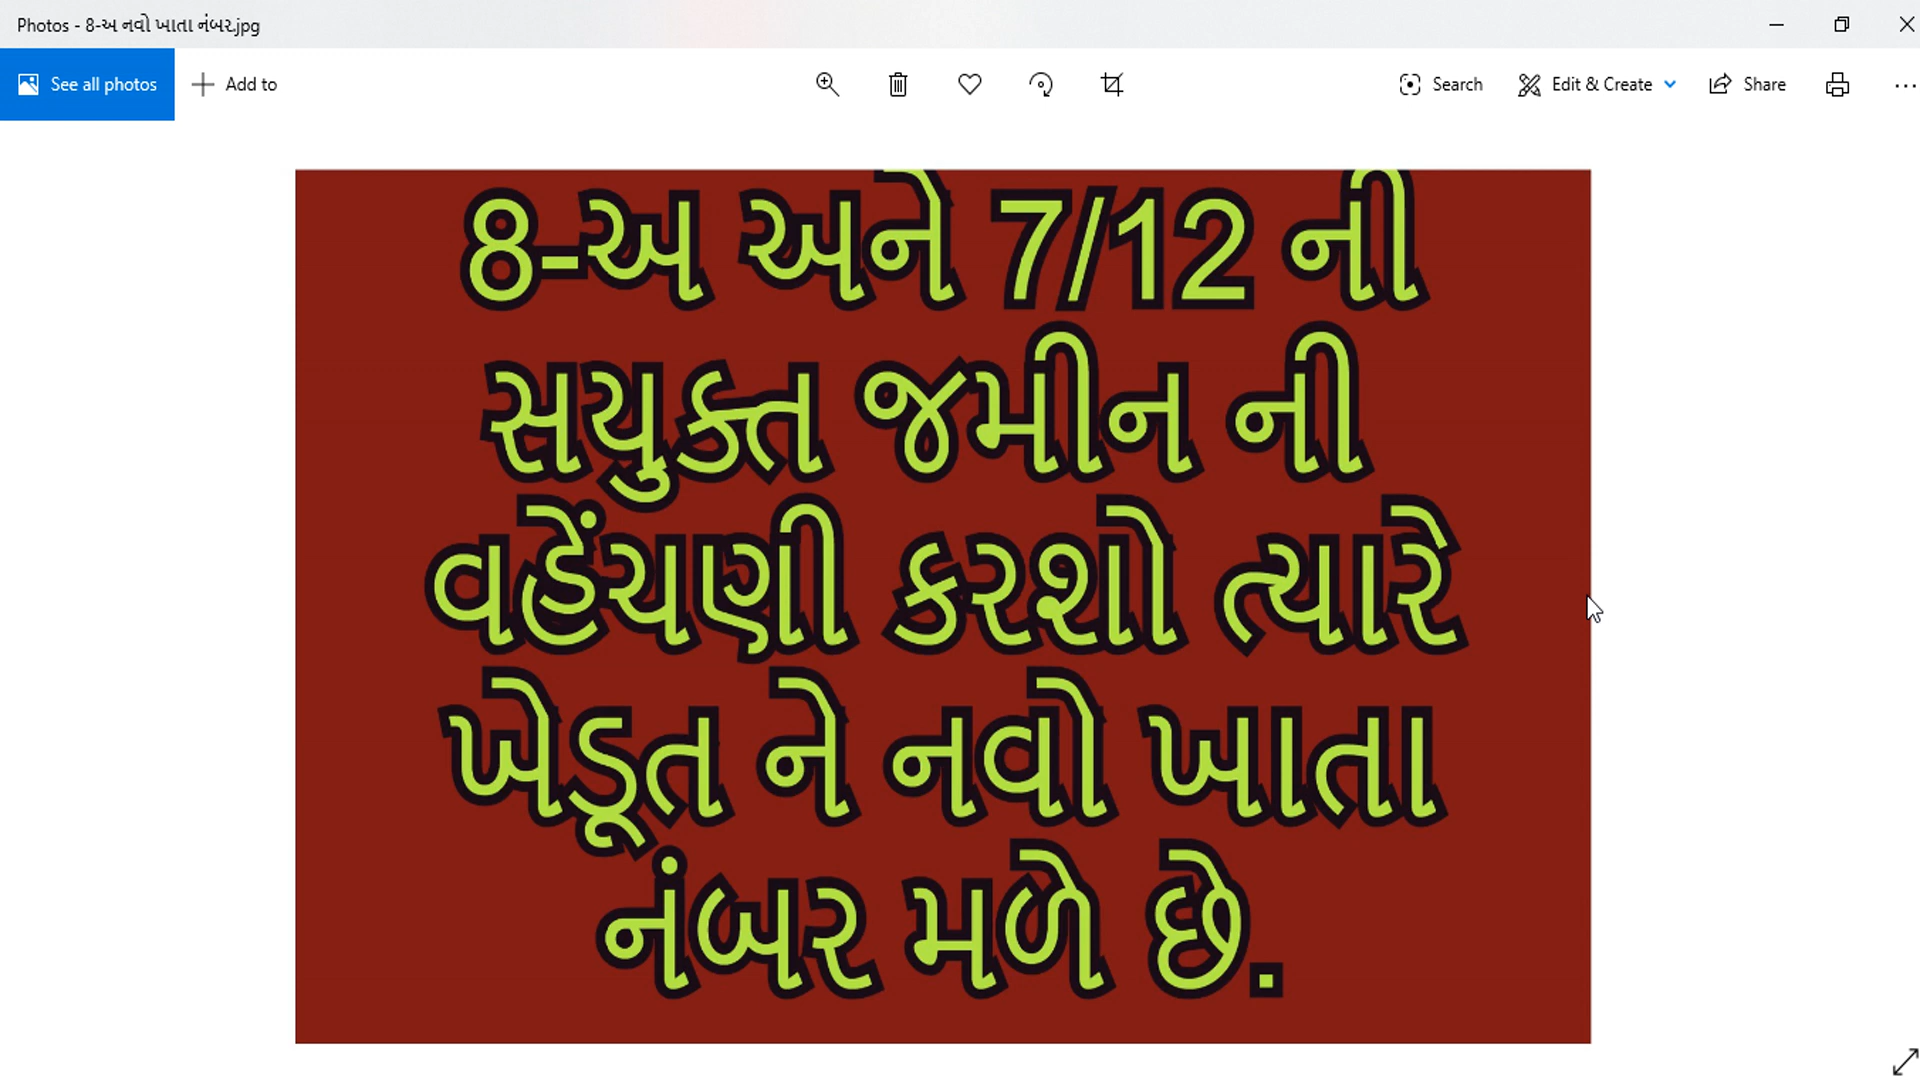 Photos - 8-અ નવો ખાતા નંબર.jpg
See all photos
Add to
Search
Edit & Create
Share
8-અ અને 7/12 ની
સયુક્ત જમીન ની
વહેંચણી કરશો ત્યારે
ખેડૂત ને નવો ખાતા
નંબર મળે છે.